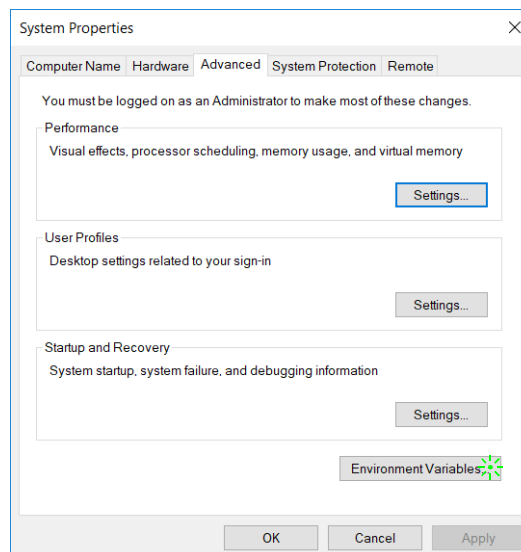 System Properties
Computer Name Hardware Advanced System Protection Remote
You must be logged on as an Administrator to make most of these changes.
Performance
Visual effects, processor scheduling, memory usage, and virtual memory
Settings...
User Profiles
Desktop settings related to your sign-in
Settings...
Startup and Recovery
System startup, system failure, and debugging information
Settings...
Environment Variables...
OK Cancel Apply